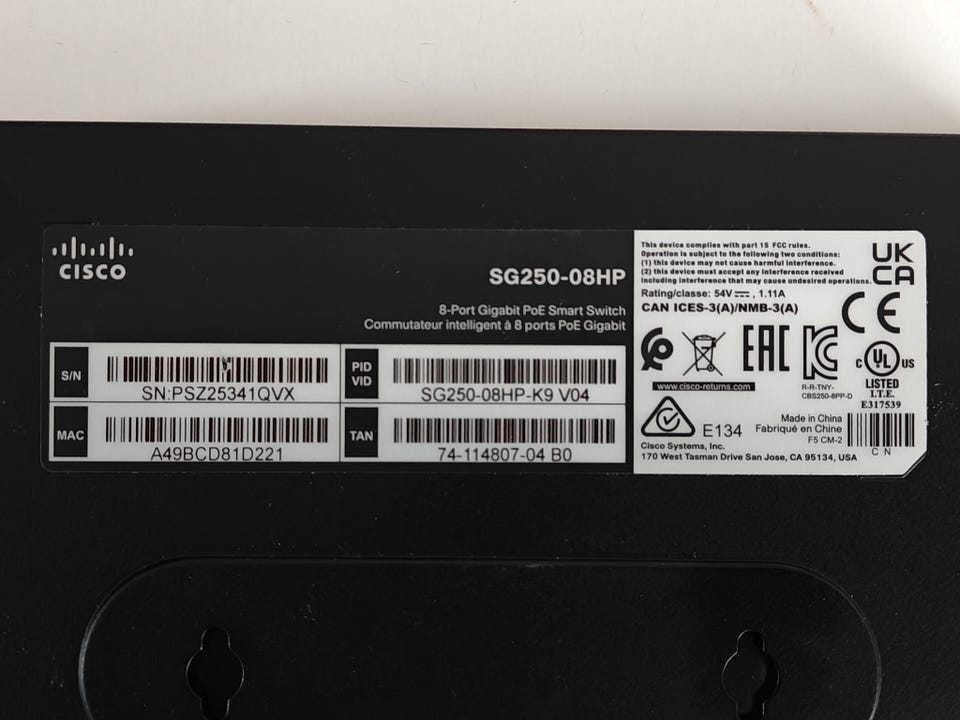 CISCO
SG250-08HP
8-Port Gigabit PoE Smart Switch
Commutateur intelligent à 8 ports PoE Gigabit
S/N
SN:PSZ25341QVX
PID
VID
SG250-08HP-K9 V04
MAC
A49BCD81D221
TAN
74-114807-04 B0
This device complies with part 15 FCC rules.
Operation is subject to the following two conditions:
(1) this device may not cause harmful interference.
(2) this device must accept any interference received
including interference that may cause undesired operations.
Rating/classe: 54V⎓, 1.11A
CAN ICES-3(A)/NMB-3(A)
UK
CA
CE
EAC
www.cisco-returns.com
R-R-TNY-
CBS250-8PP-D
C UL US
LISTED
I.T.E.
E317539
E134
Made in China
Fabriqué en Chine
F5 CM-2
C N
Cisco Systems, Inc.
170 West Tasman Drive San Jose, CA 95134, USA